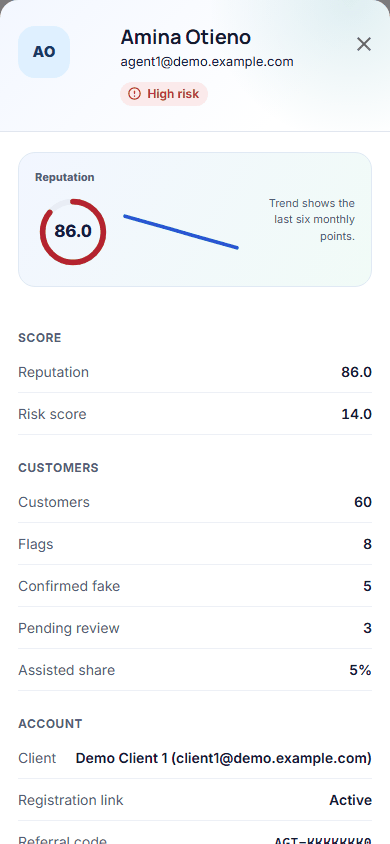 AO
Amina Otieno
agent1@demo.example.com
High risk
Reputation
86.0
Trend shows the
last six monthly
points.
SCORE
Reputation 86.0
Risk score 14.0
CUSTOMERS
Customers 60
Flags 8
Confirmed fake 5
Pending review 3
Assisted share 5%
ACCOUNT
Client Demo Client 1 (client1@demo.example.com)
Registration link Active
Referral code